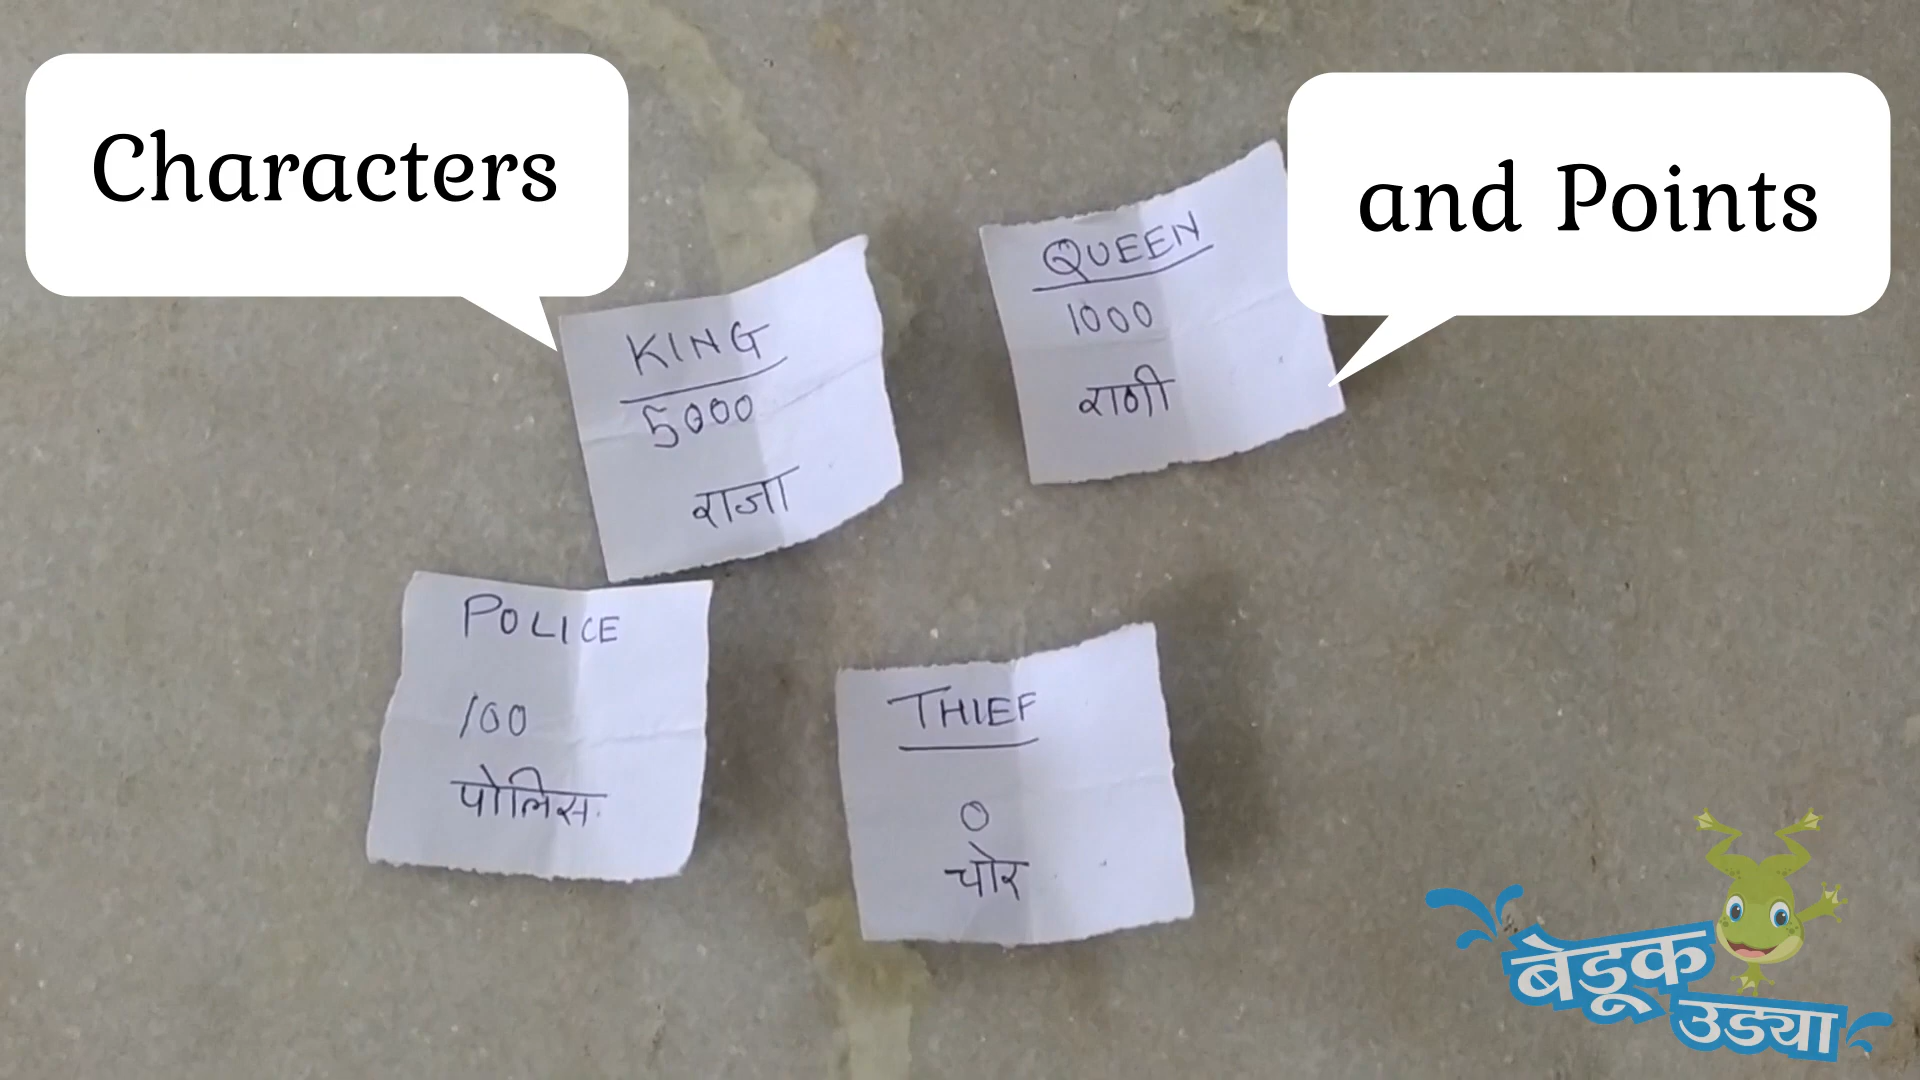 Characters
and Points
KING
5000
राजा
QUEEN
1000
राणी
POLICE
100
पोलिस
THIEF
0
चोर
बेडूक
उड्या